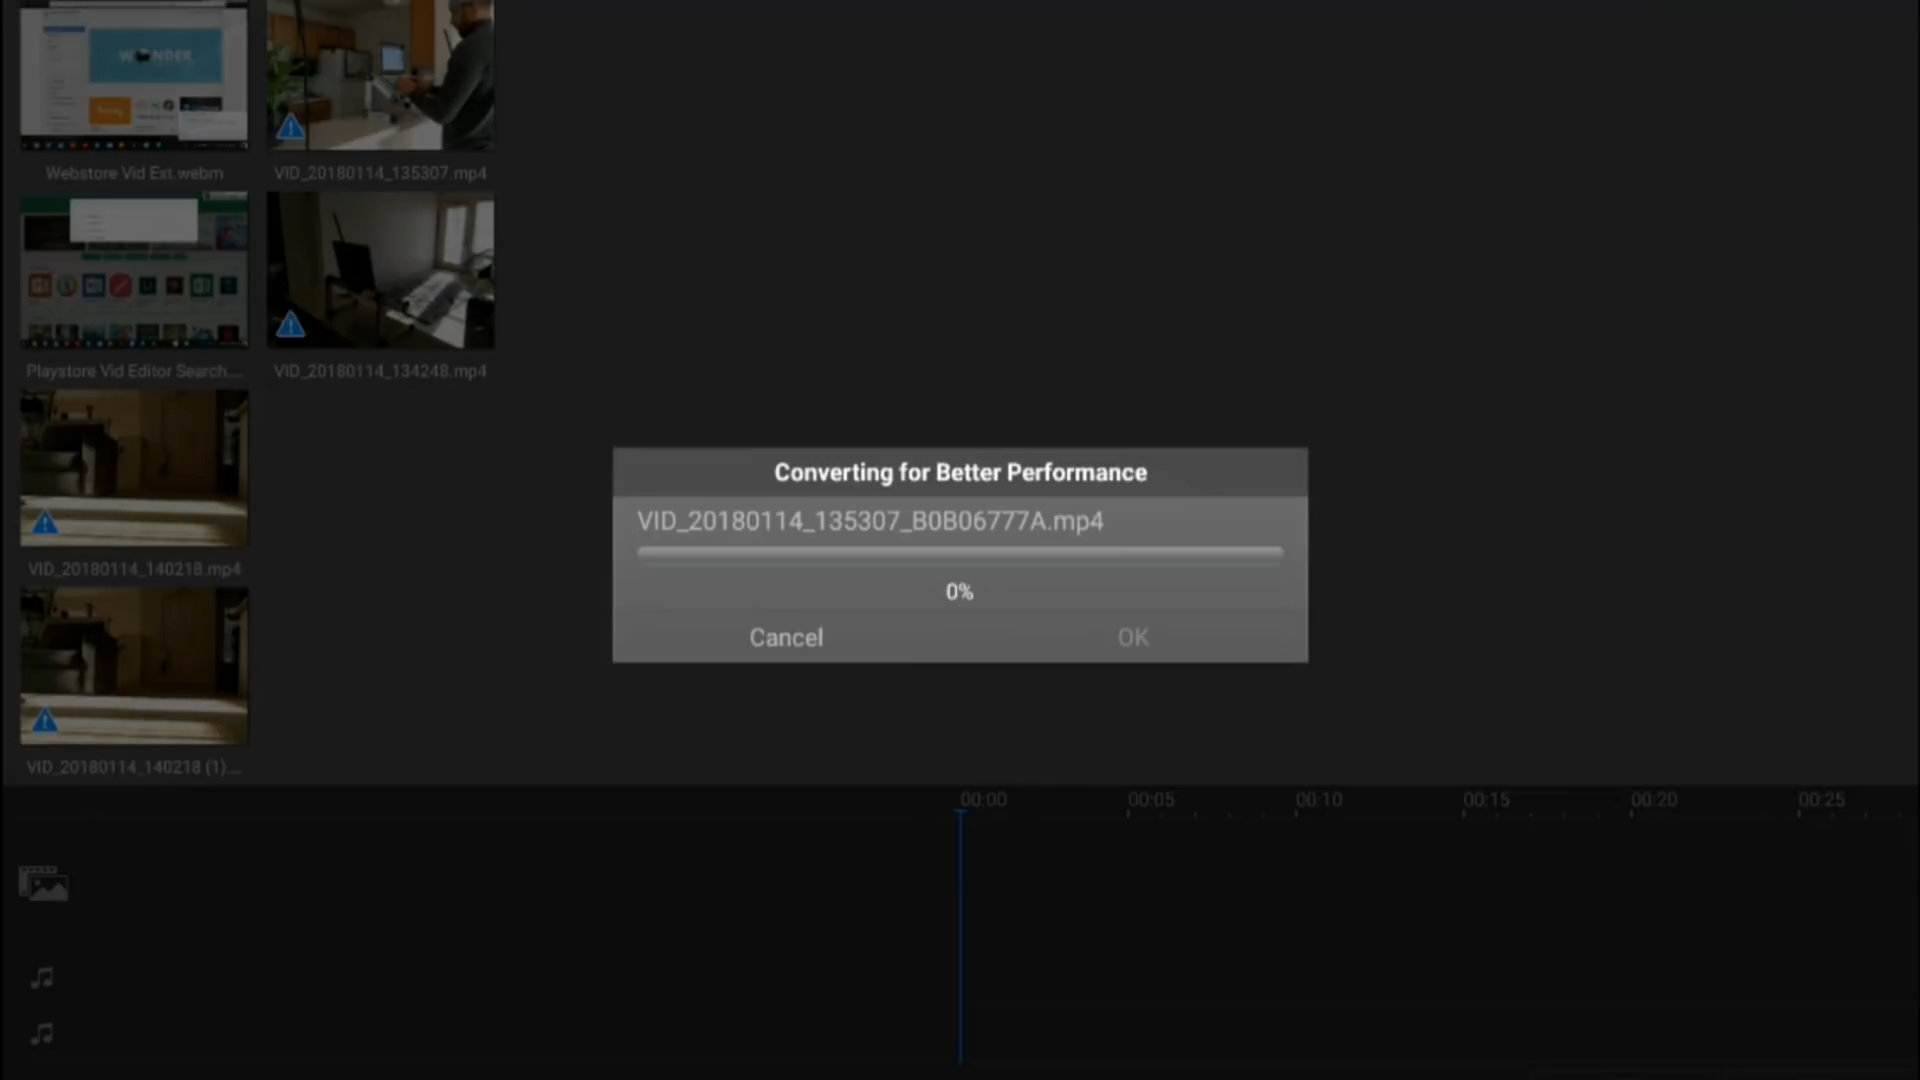 W NDER
Webstore Vid Ext.webm
VID_20180114_135307.mp4
Playstore Vid Editor Search....
VID_20180114_134248.mp4
VID_20180114_140218.mp4
VID_20180114_140218 (1)....
Converting for Better Performance
VID_20180114_135307_B0B06777A.mp4
0%
Cancel OK
00:00 00:05 00:10 00:15 00:20 00:25